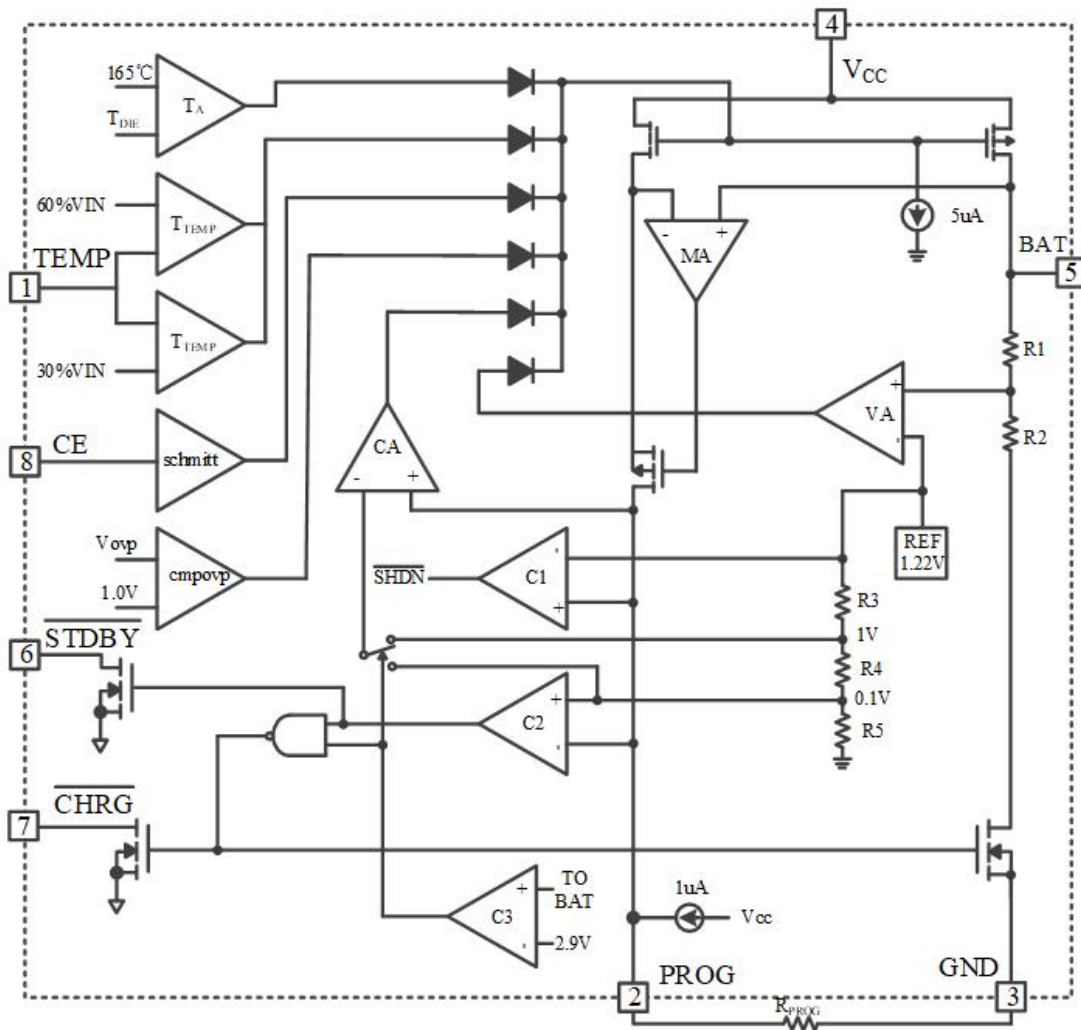 4
VCC
165℃
TA
TDIE
60%VIN
TTEMP
TEMP
1
TTEMP
30%VIN
CE
8
schmitt
Vovp
cmpovp
1.0V
STDBY
6
CHRG
7
- +
MA
5uA
BAT
5
R1
+
VA
-
R2
CA
- +
REF
1.22V
SHDN
-
C1
+
R3
1V
R4
0.1V
R5
+
C2
-
+
C3
-
TO
BAT
2.9V
1uA
Vcc
2
PROG
GND
3
RPROG